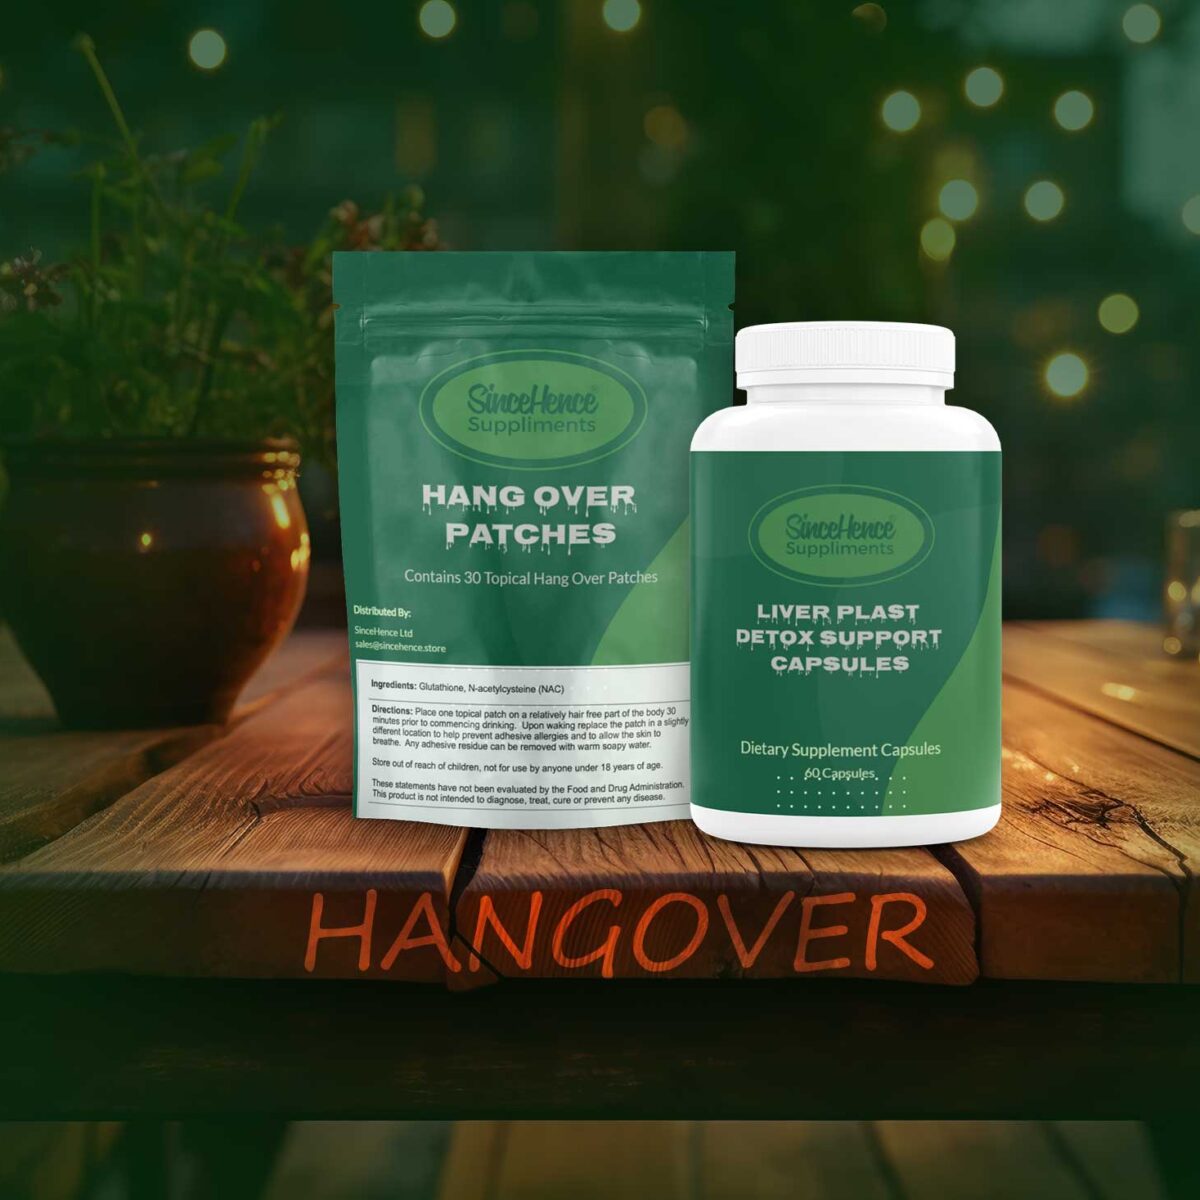 SinceHence®
Suppliments
HANG OVER
PATCHES
Contains 30 Topical Hang Over Patches
Distributed By:
SinceHence Ltd
sales@sincehence.store
Ingredients: Glutathione, N-acetylcysteine (NAC)
Directions: Place one topical patch on a relatively hair free part of the body 30
minutes prior to commencing drinking. Upon waking replace the patch in a slightly
different location to help prevent adhesive allergies and to allow the skin to
breathe. Any adhesive residue can be removed with warm soapy water.
Store out of reach of children, not for use by anyone under 18 years of age.
These statements have not been evaluated by the Food and Drug Administration.
This product is not intended to diagnose, treat, cure or prevent any disease.
SinceHence®
Suppliments
LIVER PLAST
DETOX SUPPORT
CAPSULES
Dietary Supplement Capsules
60 Capsules
HANGOVER